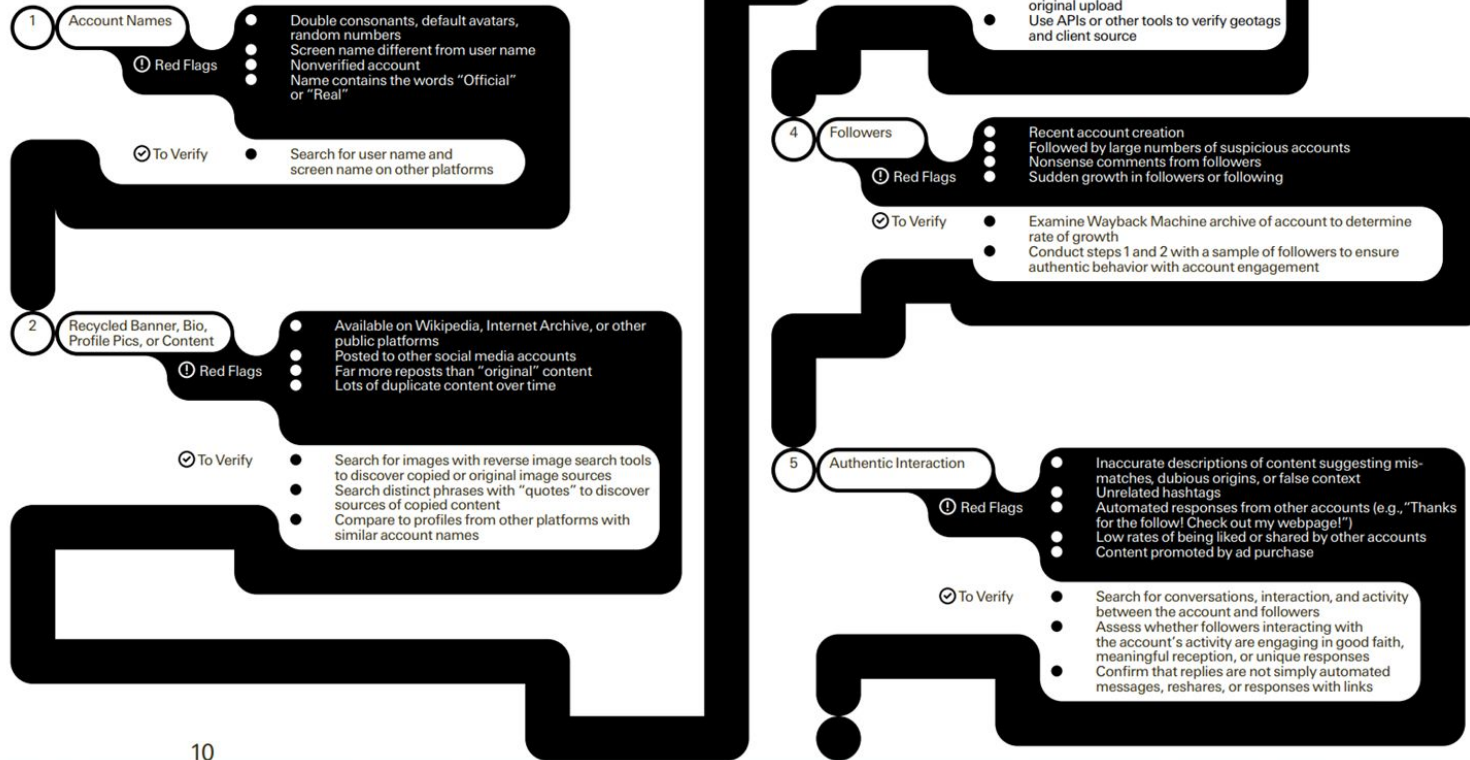 1
Account Names
Double consonants, default avatars,
random numbers
Screen name different from user name
Red Flags
Nonverified account
Name contains the words “Official”
or “Real”
To Verify
Search for user name and
screen name on other platforms
2
Recycled Banner, Bio,
Profile Pics, or Content
Available on Wikipedia, Internet Archive, or other
public platforms
Posted to other social media accounts
Red Flags
Far more reposts than “original” content
Lots of duplicate content over time
To Verify
Search for images with reverse image search tools
to discover copied or original image sources
Search distinct phrases with “quotes” to discover
sources of copied content
Compare to profiles from other platforms with
similar account names
10
original upload
Use APIs or other tools to verify geotags
and client source
4
Followers
Recent account creation
Followed by large numbers of suspicious accounts
Nonsense comments from followers
Red Flags
Sudden growth in followers or following
To Verify
Examine Wayback Machine archive of account to determine
rate of growth
Conduct steps 1 and 2 with a sample of followers to ensure
authentic behavior with account engagement
5
Authentic Interaction
Inaccurate descriptions of content suggesting mis-
matches, dubious origins, or false context
Unrelated hashtags
Red Flags
Automated responses from other accounts (e.g., “Thanks
for the follow! Check out my webpage!”)
Low rates of being liked or shared by other accounts
Content promoted by ad purchase
To Verify
Search for conversations, interaction, and activity
between the account and followers
Assess whether followers interacting with
the account’s activity are engaging in good faith,
meaningful reception, or unique responses
Confirm that replies are not simply automated
messages, reshares, or responses with links